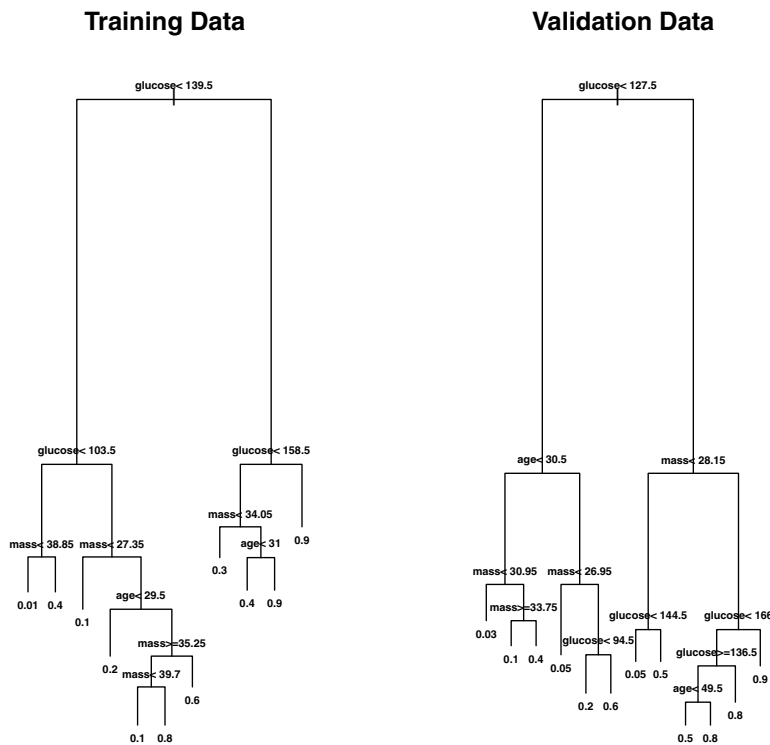 Training Data
glucose< 139.5
glucose< 103.5
glucose< 158.5
mass< 34.05
0.9
mass< 38.85
mass< 27.35
0.3
age< 31
0.01
0.4
0.1
age< 29.5
0.4
0.9
0.2
mass>=35.25
mass< 39.7
0.6
0.1
0.8
Validation Data
glucose< 127.5
age< 30.5
mass< 28.15
mass< 30.95
mass< 26.95
0.03
mass>=33.75
0.1
0.4
0.05
glucose< 94.5
0.2
0.6
glucose< 144.5
glucose< 166
0.05
0.5
glucose>=136.5
0.9
age< 49.5
0.8
0.5
0.8